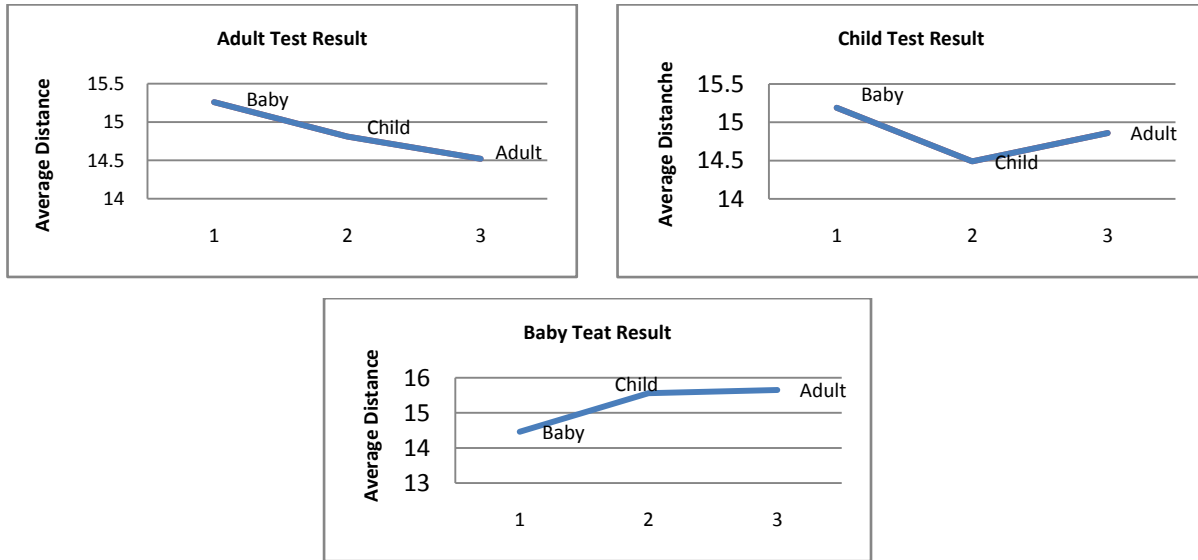 Adult Test Result
Average Distance
15.5
15
14.5
14
Baby
Child
Adult
1 2 3
Child Test Result
Average Distanche
15.5
15
14.5
14
Baby
Child
Adult
1 2 3
Baby Teat Result
Average Distance
16
15
14
13
Baby
Child
Adult
1 2 3